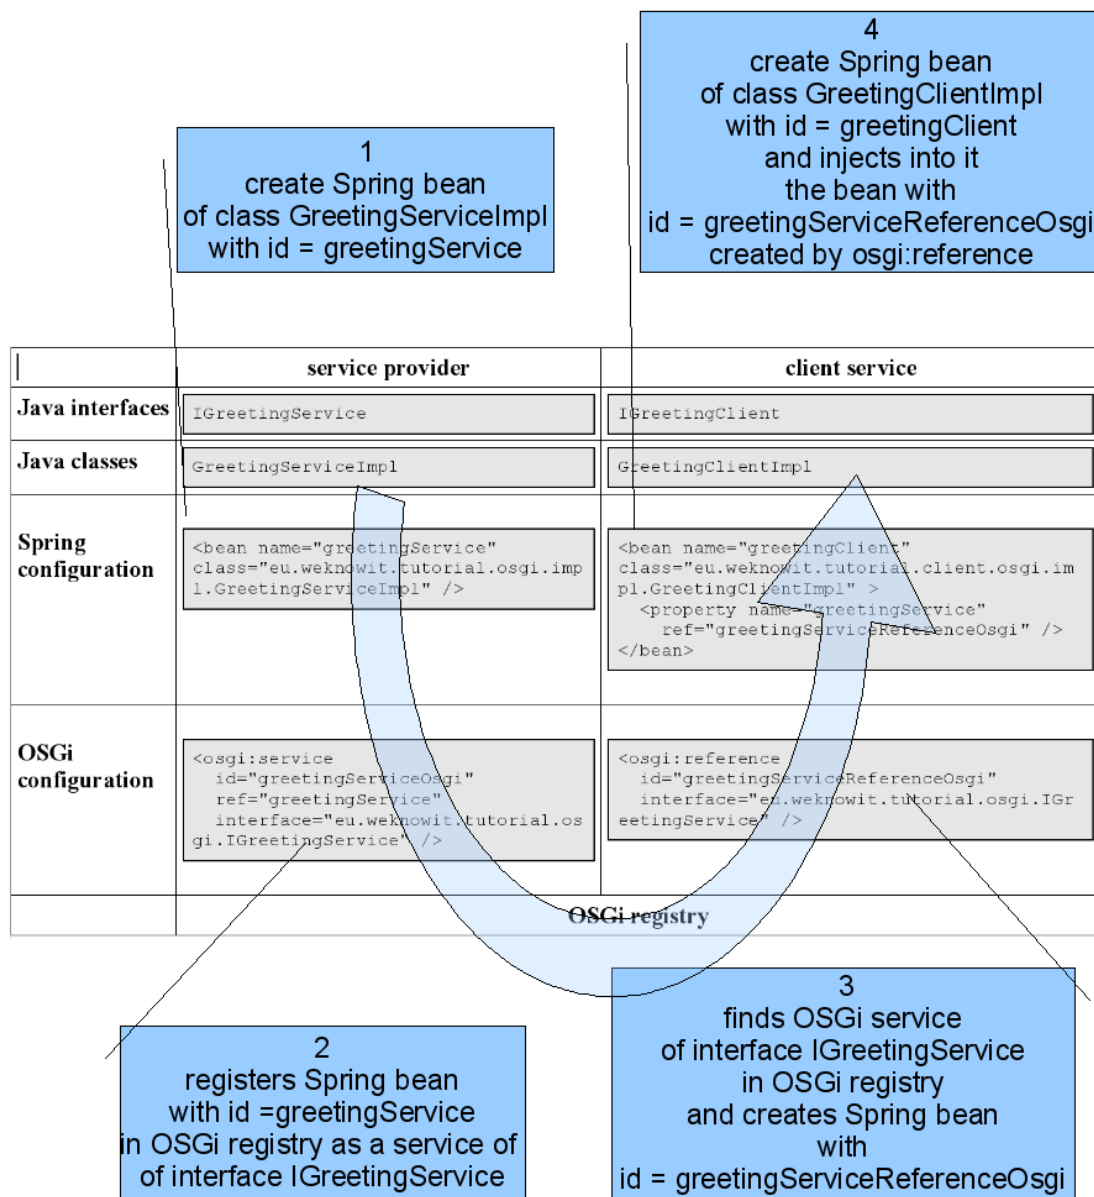 4
create Spring bean
of class GreetingClientImpl
with id = greetingClient
and injects into it
the bean with
id = greetingServiceReferenceOsgi
created by osgi:reference
1
create Spring bean
of class GreetingServiceImpl
with id = greetingService
service provider
client service
Java interfaces
IGreetingService
IGreetingClient
Java classes
GreetingServiceImpl
GreetingClientImpl
Spring
configuration
<bean name="greetingService"
class="eu.weknowit.tutorial.osgi.imp
l.GreetingServiceImpl" />
<bean name="greetingClient"
class="eu.weknowit.tutorial.client.osgi.im
pl.GreetingClientImpl" >
<property name="greetingService"
ref="greetingServiceReferenceOsgi" />
</bean>
OSGi
configuration
<osgi:service
id="greetingServiceOsgi"
ref="greetingService"
interface="eu.weknowit.tutorial.os
gi.IGreetingService" />
<osgi:reference
id="greetingServiceReferenceOsgi"
interface="eu.weknowit.tutorial.osgi.IGr
eetingService" />
OSGi registry
2
registers Spring bean
with id =greetingService
in OSGi registry as a service of
of interface IGreetingService
3
finds OSGi service
of interface IGreetingService
in OSGi registry
and creates Spring bean
with
id = greetingServiceReferenceOsgi